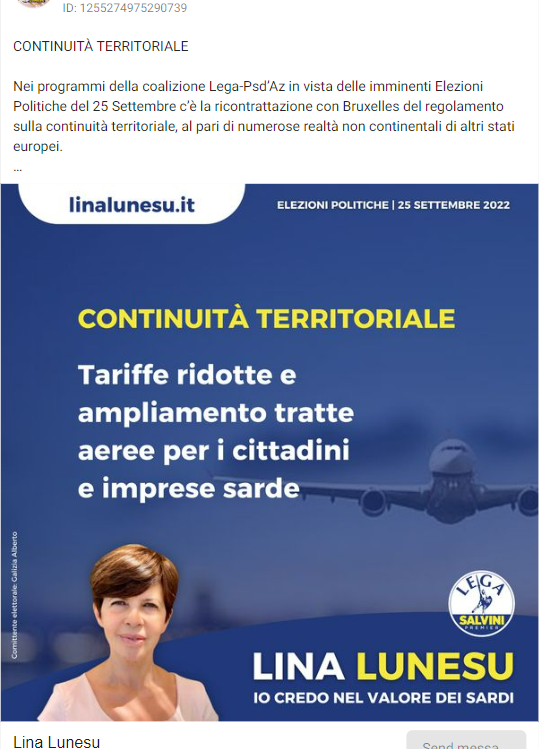 ID: 1255274975290739
CONTINUITÀ TERRITORIALE
Nei programmi della coalizione Lega-Psd'Az in vista delle imminenti Elezioni
Politiche del 25 Settembre c'è la ricontrattazione con Bruxelles del regolamento
sulla continuità territoriale, al pari di numerose realtà non continentali di altri stati
europei.
...
linalunesu.it
ELEZIONI POLITICHE | 25 SETTEMBRE 2022
CONTINUITÀ TERRITORIALE
Tariffe ridotte e
ampliamento tratte
aeree per i cittadini
e imprese sarde
Comittente elettorale: Galizia Alberto
LEGA
SALVINI
PREMIER
LINA LUNESU
IO CREDO NEL VALORE DEI SARDI
Lina Lunesu
Send messa